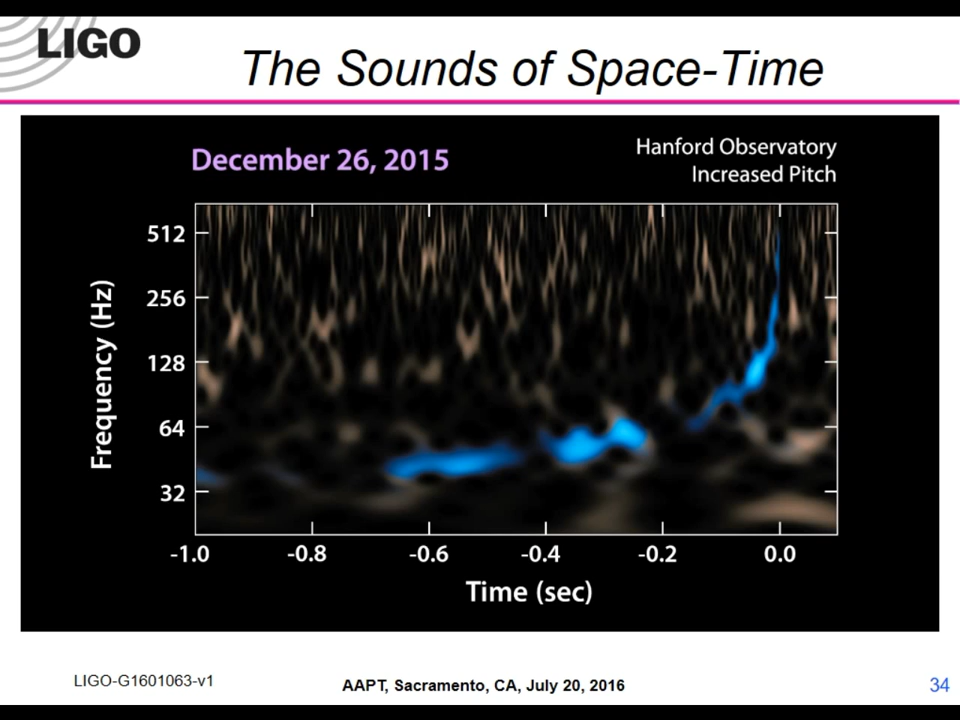 LIGO
The Sounds of Space-Time
December 26, 2015
Hanford Observatory
Increased Pitch
Frequency (Hz)
512
256
128
64
32
-1.0 -0.8 -0.6 -0.4 -0.2 0.0
Time (sec)
LIGO-G1601063-v1
AAPT, Sacramento, CA, July 20, 2016
34